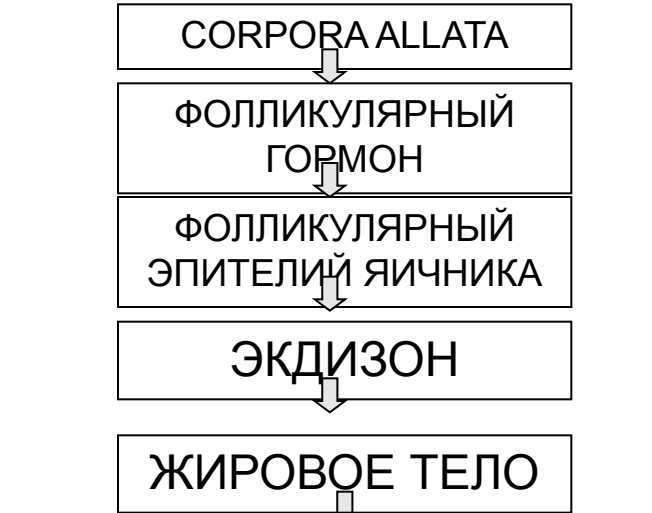 CORPORA ALLATA
ФОЛЛИКУЛЯРНЫЙ
ГОРМОН
ФОЛЛИКУЛЯРНЫЙ
ЭПИТЕЛИЙ ЯИЧНИКА
ЭКДИЗОН
ЖИРОВОЕ ТЕЛО